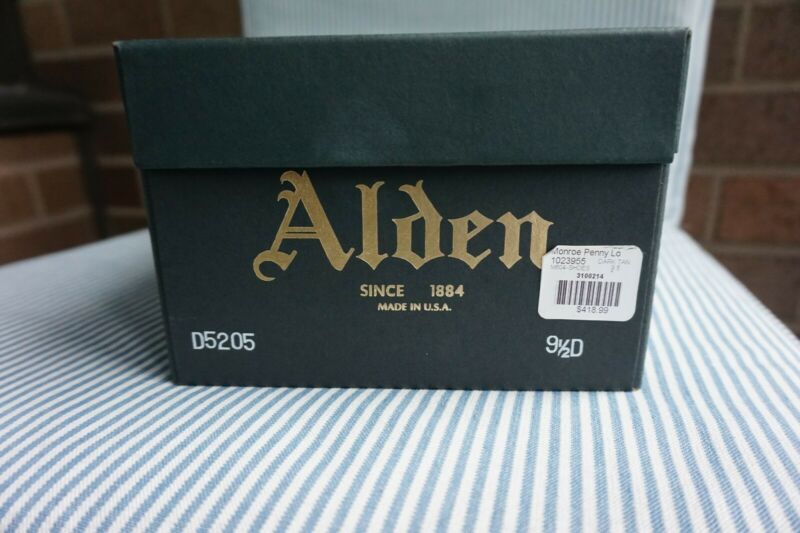 Alden
SINCE 1884
MADE IN U.S.A.
D5205
9½D
Monroe Penny Lo
1023955 DARK TAN
3100214
$418.99